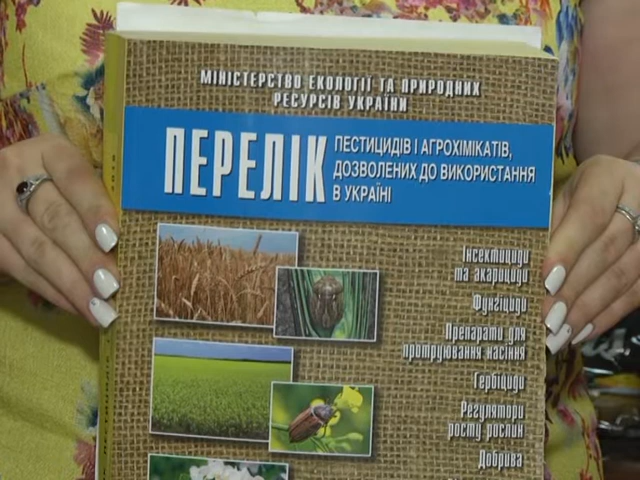 МІНІСТЕРСТВО ЕКОЛОГІЇ ТА ПРИРОДНИХ
РЕСУРСІВ УКРАЇНИ
ПЕРЕЛІК
ПЕСТИЦИДІВ І АГРОХІМІКАТІВ,
ДОЗВОЛЕНИХ ДО ВИКОРИСТАННЯ
В УКРАЇНІ
Інсектициди
та акарициди
Фунгіциди
Препарати для
протруювання насіння
Гербіциди
Регулятори
росту рослин
Добрива